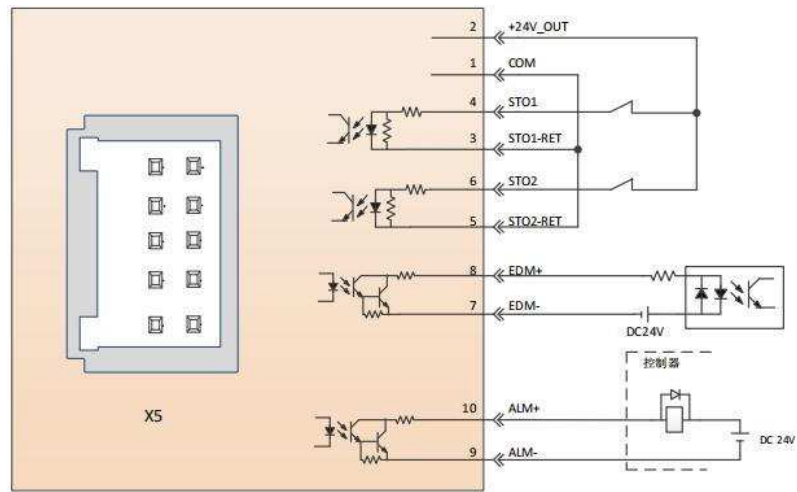 2 +24V_OUT
1 COM
4 STO1
3 STO1-RET
6 STO2
5 STO2-RET
8 EDM+
7 EDM-
DC24V
控制器
X5
10 ALM+
9 ALM-
DC 24V